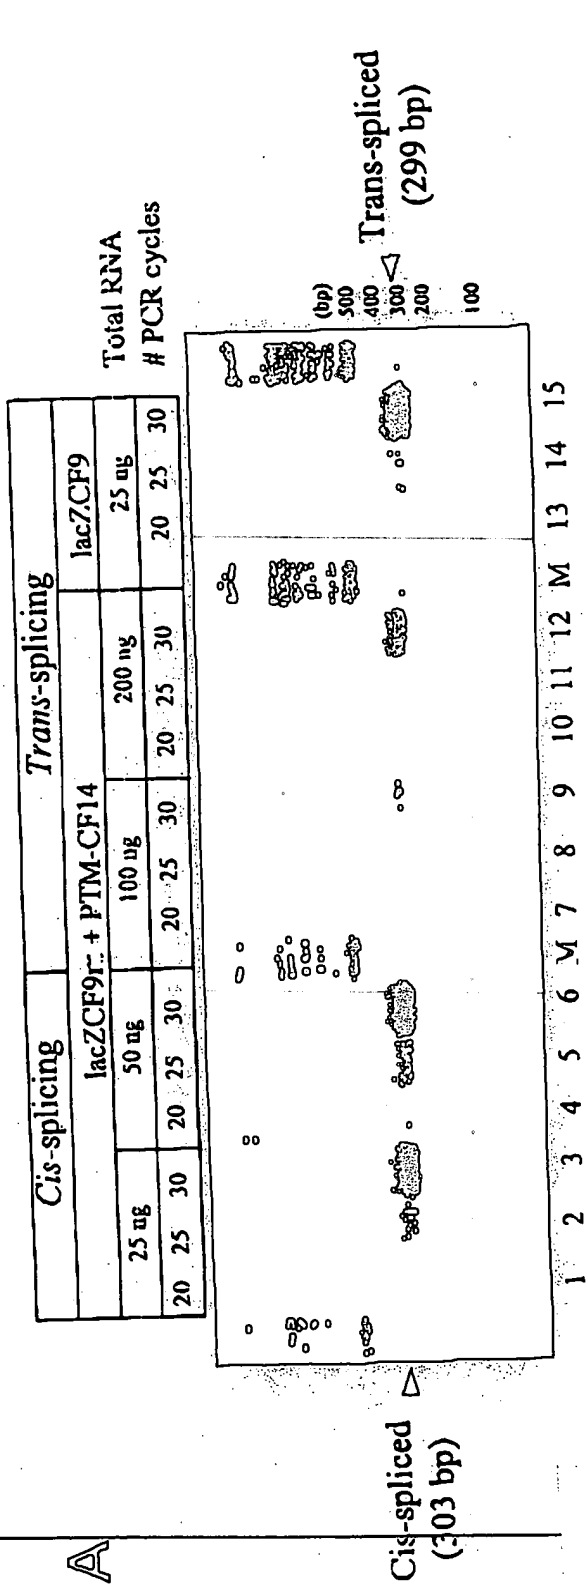 A
Cis-splicing Trans-splicing
lacZCF9m + PTM-CF14 lacZCF9
25 ng 50 ng 100 ng 200 ng 25 ng Total RNA
20 25 30 20 25 30 20 25 30 20 25 30 20 25 30 # PCR cycles
(bp)
500
400
300
200
100
Cis-spliced
(303 bp)
Trans-spliced
(299 bp)
1 2 3 4 5 6 M 7 8 9 10 11 12 M 13 14 15